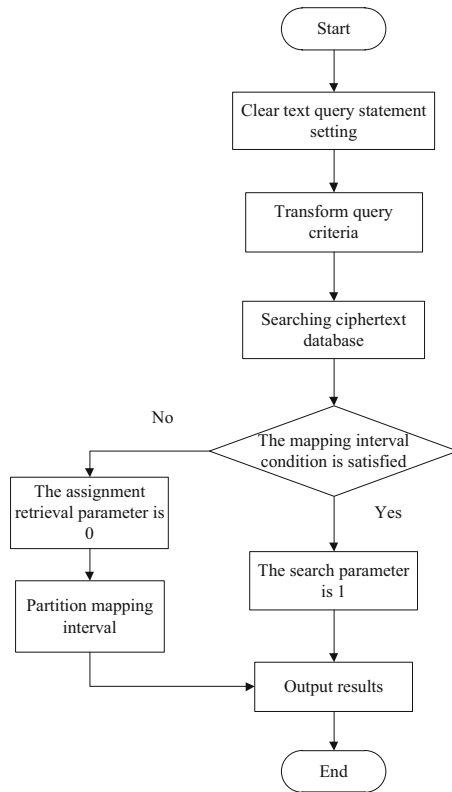 Start
Clear text query statement
setting
Transform query
criteria
Searching ciphertext
database
No
The mapping interval
condition is satisfied
The assignment
retrieval parameter is
0
Yes
The search parameter
is 1
Partition mapping
interval
Output results
End